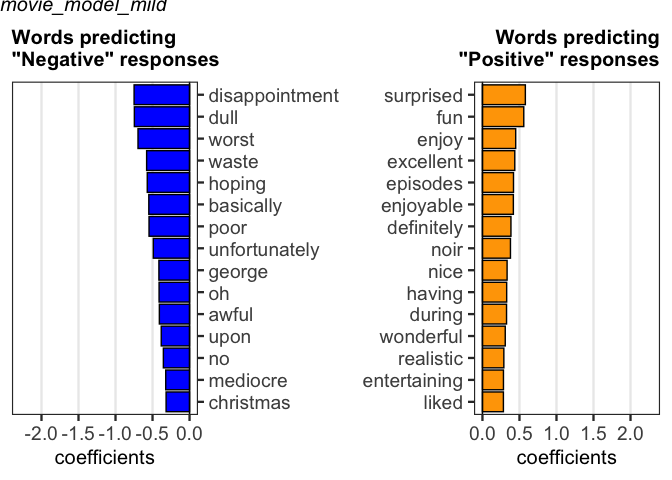 movie_model_mild
Words predicting
"Negative" responses
disappointment
dull
worst
waste
hoping
basically
poor
unfortunately
george
oh
awful
upon
no
mediocre
christmas
-2.0 -1.5 -1.0 -0.5 0.0
coefficients
Words predicting
"Positive" responses
surprised
fun
enjoy
excellent
episodes
enjoyable
definitely
noir
nice
having
during
wonderful
realistic
entertaining
liked
0.0 0.5 1.0 1.5 2.0
coefficients